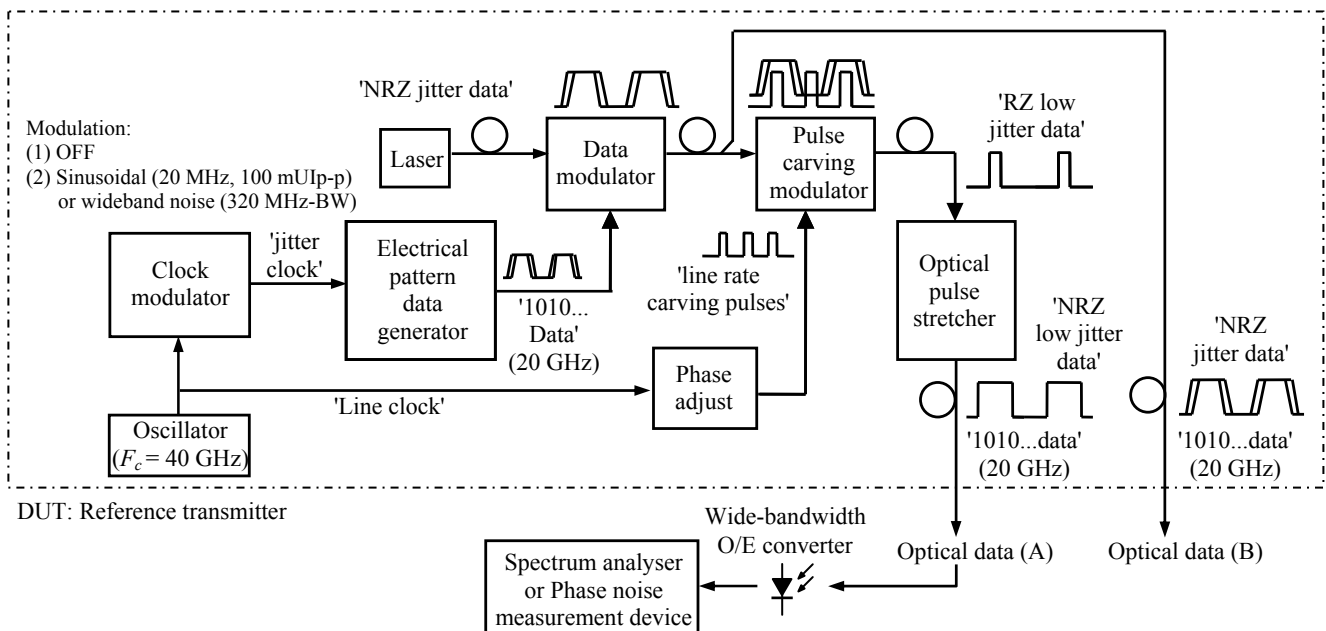 'NRZ jitter data'
Modulation:
(1) OFF
(2) Sinusoidal (20 MHz, 100 mUIp-p)
or wideband noise (320 MHz-BW)
Laser
Data
modulator
Pulse
carving
modulator
'RZ low
jitter data'
Clock
modulator
'jitter
clock'
Electrical
pattern
data
generator
'1010...
Data'
(20 GHz)
'line rate
carving pulses'
Optical
pulse
stretcher
'NRZ
low jitter
data'
'NRZ
jitter data'
Phase
adjust
'Line clock'
Oscillator
(Fc = 40 GHz)
'1010...data'
(20 GHz)
'1010...data'
(20 GHz)
DUT: Reference transmitter
Wide-bandwidth
O/E converter
Optical data (A)
Optical data (B)
Spectrum analyser
or Phase noise
measurement device